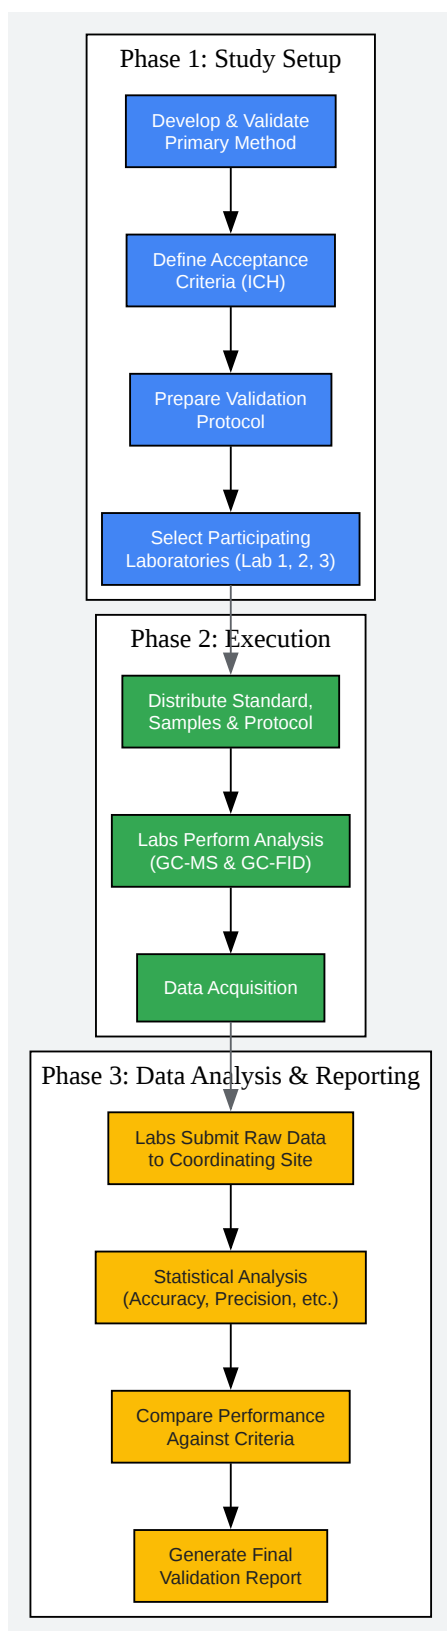 Phase 1: Study Setup
Develop & Validate
Primary Method
Define Acceptance
Criteria (ICH)
Prepare Validation
Protocol
Select Participating
Laboratories (Lab 1, 2, 3)
Phase 2: Execution
Distribute Standard,
Samples & Protocol
Labs Perform Analysis
(GC-MS & GC-FID)
Data Acquisition
Phase 3: Data Analysis & Reporting
Labs Submit Raw Data
to Coordinating Site
Statistical Analysis
(Accuracy, Precision, etc.)
Compare Performance
Against Criteria
Generate Final
Validation Report